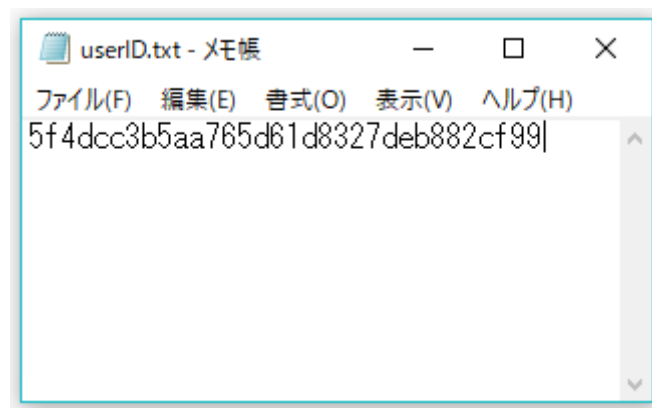 userID.txt - メモ帳
ファイル(F) 編集(E) 書式(O) 表示(V) ヘルプ(H)
5f4dcc3b5aa765d61d8327deb882cf99